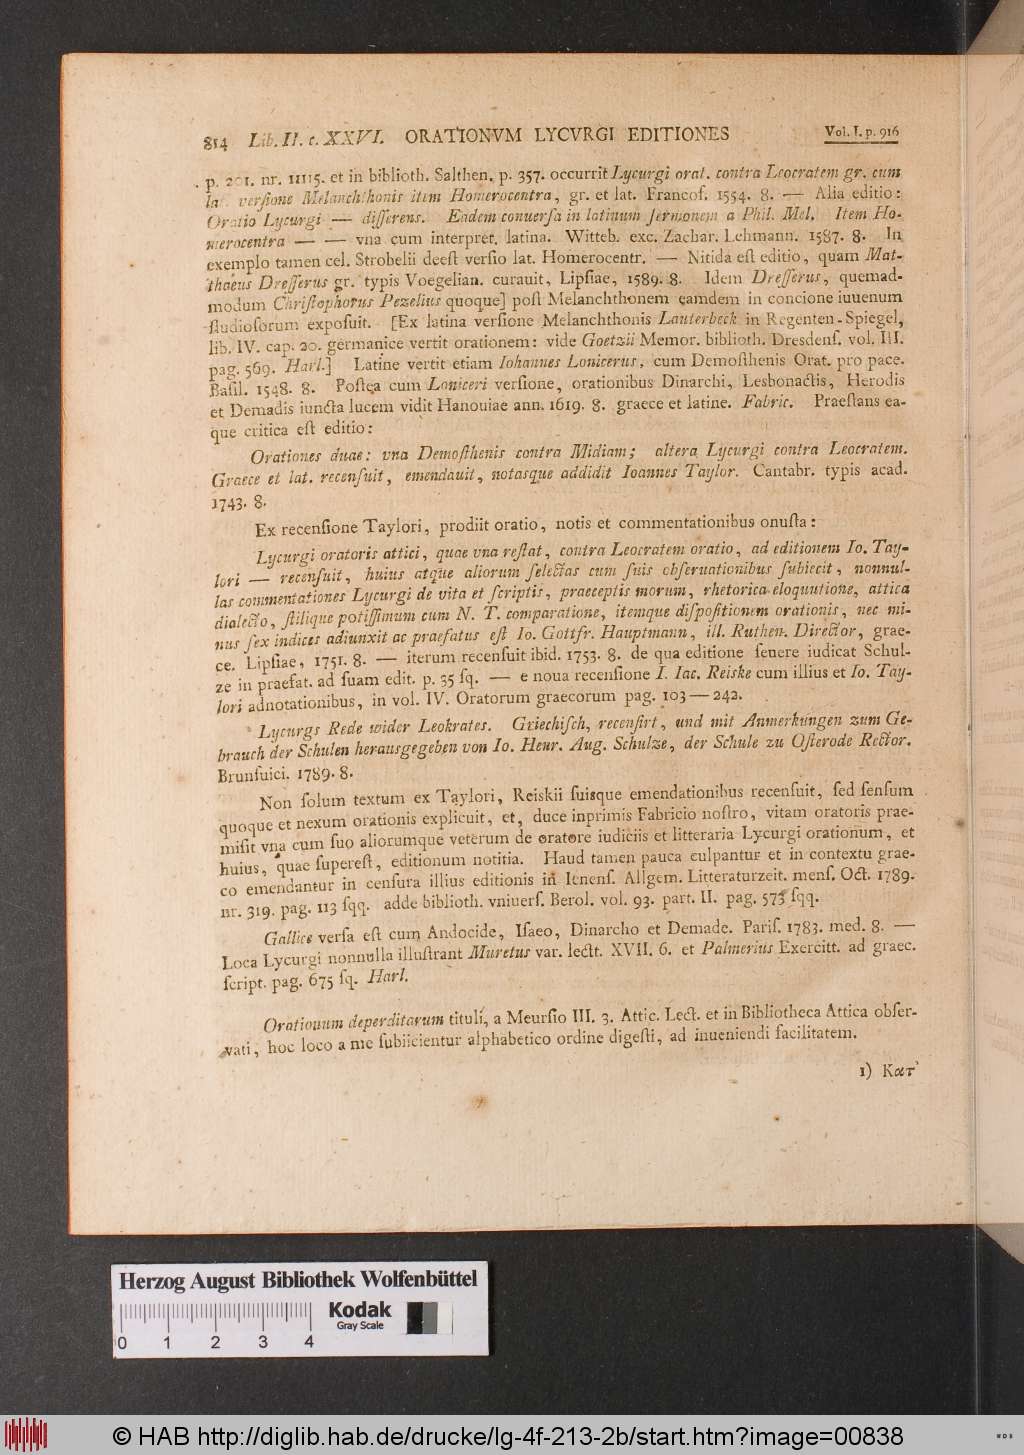 814 Lib. II. c. XXVI. ORATIONVM LYCVRGI EDITIONES Vol. I. p. 916
p. 201. nr. 11115. et in biblioth. Salthen. p. 357. occurrit Lycurgi orat. contra Leocratem gr. cum
verſione Melanchthonis item Homerocentra, gr. et lat. Francof. 1554. 8. — Alia editio:
Oratio Lycurgi — diſſerens. Eadem conuerſa in latinum ſermonem a Phil. Mel. Item Ho-
merocentra — — vna cum interpret. latina. Witteb. exc. Zachar. Lehmann. 1587. 8. In
exemplo tamen cel. Strobelii deeſt verſio lat. Homerocentr. — Nitida eſt editio, quam Mat-
thaeus Dreſſerus gr. typis Voegelian. curauit, Lipſiae, 1589. 8. Idem Dreſſerus, quemad-
modum Chriſtophorus Pezelius quoque] poſt Melanchthonem eamdem in concione iuuenum
ſtudioſorum expoſuit. [Ex latina verſione Melanchthonis Lauterbeck in Regenten-Spiegel,
lib. IV. cap. 20. germanice vertit orationem: vide Goetzii Memor. biblioth. Dresdenſ. vol. III.
pag. 569. Harl.] Latine vertit etiam Iohannes Lonicerus, cum Demoſthenis Orat. pro pace.
Baſil. 1548. 8. Poſtea cum Loniceri verſione, orationibus Dinarchi, Lesbonactis, Herodis
et Demadis iuncta lucem vidit Hanouiae ann. 1619. 8. graece et latine. Fabric. Praeſtans ea-
que critica eſt editio:
Orationes duae: vna Demoſthenis contra Midiam; altera Lycurgi contra Leocratem.
Graece et lat. recenſuit, emendauit, notasque addidit Ioannes Taylor. Cantabr. typis acad.
1743. 8.
Ex recenſione Taylori, prodiit oratio, notis et commentationibus onuſta:
Lycurgi oratoris attici, quae vna reſtat, contra Leocratem oratio, ad editionem Io. Tay-
lori — recenſuit, huius atque aliorum ſelectas cum ſuis obſeruationibus ſubiecit, nonnul-
las commentationes Lycurgi de vita et ſcriptis, praeceptis morum, rhetorica eloquutione, attica
dialecto, ſtilique potiſſimum cum N. T. comparatione, itemque diſpoſitionem orationis, nec mi-
nus ſex indices adiunxit ac praefatus eſt Io. Gottfr. Hauptmann, ill. Ruthen. Director, grae-
ce. Lipſiae, 1751. 8. — iterum recenſuit ibid. 1753. 8. de qua editione ſeuere iudicat Schul-
ze in praefat. ad ſuam edit. p. 35 ſq. — e noua recenſione I. Iac. Reiske cum illius et Io. Tay-
lori adnotationibus, in vol. IV. Oratorum graecorum pag. 103—242.
Lycurgs Rede wider Leokrates. Griechiſch, recenſirt, und mit Anmerkungen zum Ge-
brauch der Schulen herausgegeben von Io. Henr. Aug. Schulze, der Schule zu Oſterode Rector.
Brunſuici. 1789. 8.
Non ſolum textum ex Taylori, Reiskii ſuisque emendationibus recenſuit, ſed ſenſum
quoque et nexum orationis explicuit, et, duce inprimis Fabricio noſtro, vitam oratoris prae-
miſit vna cum ſuo aliorumque veterum de oratore iudiciis et litteraria Lycurgi orationum, et
huius, quae ſupereſt, editionum notitia. Haud tamen pauca culpantur et in contextu grae-
co emendantur in cenſura illius editionis in Ienenſ. Allgem. Litteraturzeit. menſ. Oct. 1789.
nr. 319. pag. 113 ſqq. adde biblioth. vniuerſ. Berol. vol. 93. part. II. pag. 573 ſqq.
Gallice verſa eſt cum Andocide, Iſaeo, Dinarcho et Demade. Pariſ. 1783. med. 8. —
Loca Lycurgi nonnulla illuſtrant Muretus var. lectt. XVII. 6. et Palmerius Exercitt. ad graec.
ſcript. pag. 675 ſq. Harl.
Orationum deperditarum tituli, a Meurſio III. 3. Attic. Lect. et in Bibliotheca Attica obſer-
vati, hoc loco a me ſubiicientur alphabetico ordine digeſti, ad inueniendi facilitatem.
1) Κατ'
Herzog August Bibliothek Wolfenbüttel
Kodak
Gray Scale
0 1 2 3 4
© HAB http://diglib.hab.de/drucke/lg-4f-213-2b/start.htm?image=00838